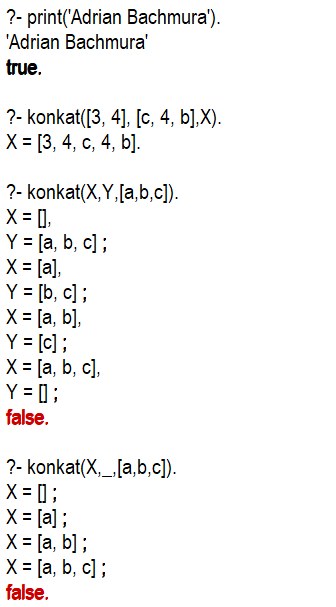 ?- print('Adrian Bachmura').
'Adrian Bachmura'
true.
?- konkat([3, 4], [c, 4, b],X).
X = [3, 4, c, 4, b].
?- konkat(X,Y,[a,b,c]).
X = [],
Y = [a, b, c] ;
X = [a],
Y = [b, c] ;
X = [a, b],
Y = [c] ;
X = [a, b, c],
Y = [] ;
false.
?- konkat(X,_,[a,b,c]).
X = [] ;
X = [a] ;
X = [a, b] ;
X = [a, b, c] ;
false.